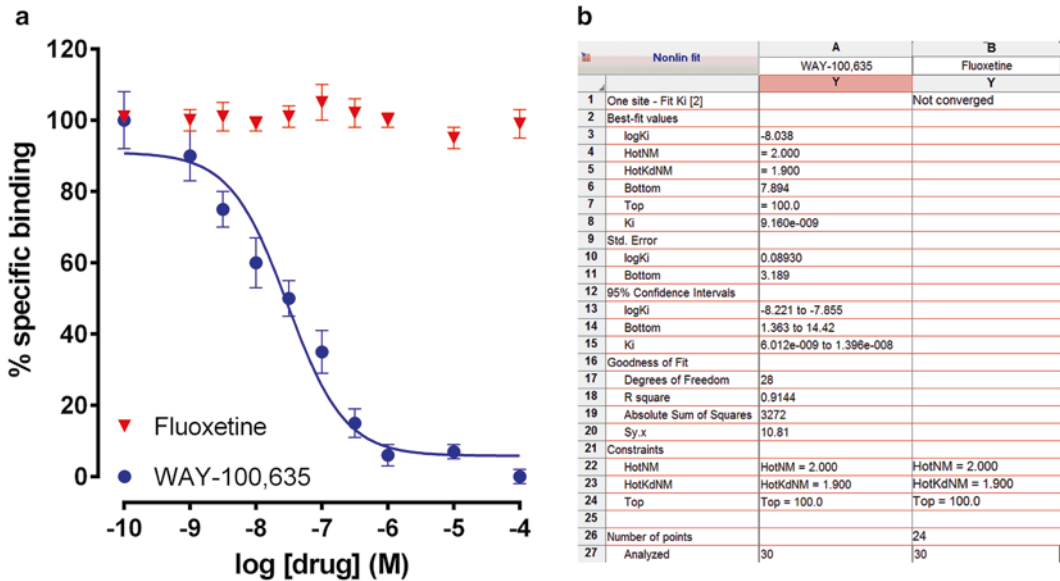 a
120
100
80
60
40
20
0
% specific binding
Fluoxetine
WAY-100,635
-10 -9 -8 -7 -6 -5 -4
log [drug] (M)
b
Nonlin fit A B
WAY-100,635 Fluoxetine
Y Y
1 One site - Fit Ki [2] Not converged
2 Best-fit values
3 logKi -8.038
4 HotNM = 2.000
5 HotKdNM = 1.900
6 Bottom 7.894
7 Top = 100.0
8 Ki 9.160e-009
9 Std. Error
10 logKi 0.08930
11 Bottom 3.189
12 95% Confidence Intervals
13 logKi -8.221 to -7.855
14 Bottom 1.363 to 14.42
15 Ki 6.012e-009 to 1.396e-008
16 Goodness of Fit
17 Degrees of Freedom 28
18 R square 0.9144
19 Absolute Sum of Squares 3272
20 Sy.x 10.81
21 Constraints
22 HotNM HotNM = 2.000 HotNM = 2.000
23 HotKdNM HotKdNM = 1.900 HotKdNM = 1.900
24 Top Top = 100.0 Top = 100.0
25
26 Number of points 24
27 Analyzed 30 30